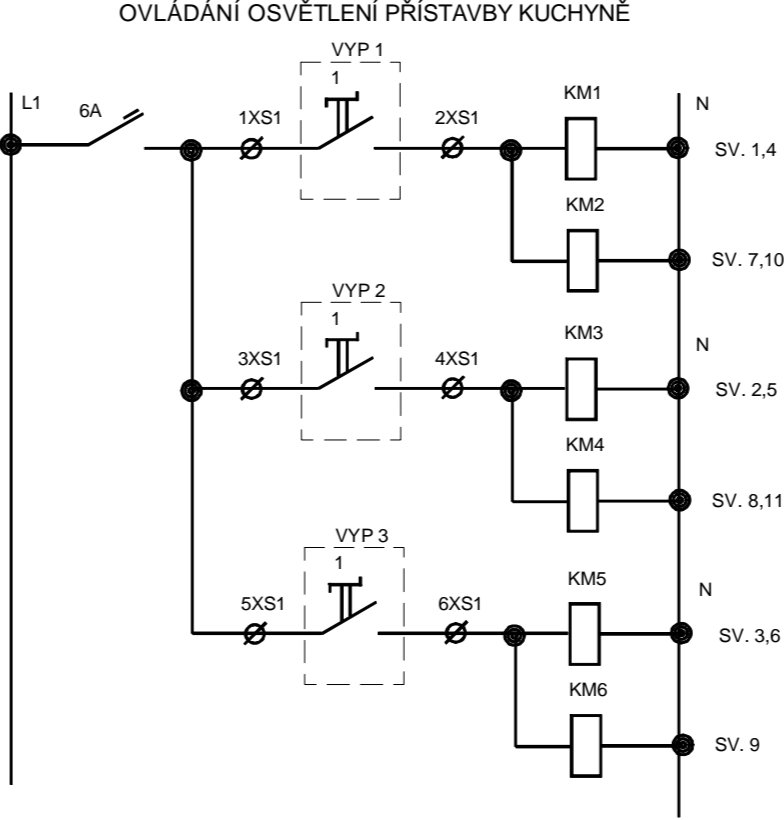 OVLÁDÁNÍ OSVĚTLENÍ PŘÍSTAVBY KUCHYNĚ
VYP 1
L1
6A
1XS1
1
2XS1
KM1
N
SV. 1,4
KM2
SV. 7,10
VYP 2
3XS1
1
4XS1
KM3
N
SV. 2,5
KM4
SV. 8,11
VYP 3
5XS1
1
6XS1
KM5
N
SV. 3,6
KM6
SV. 9